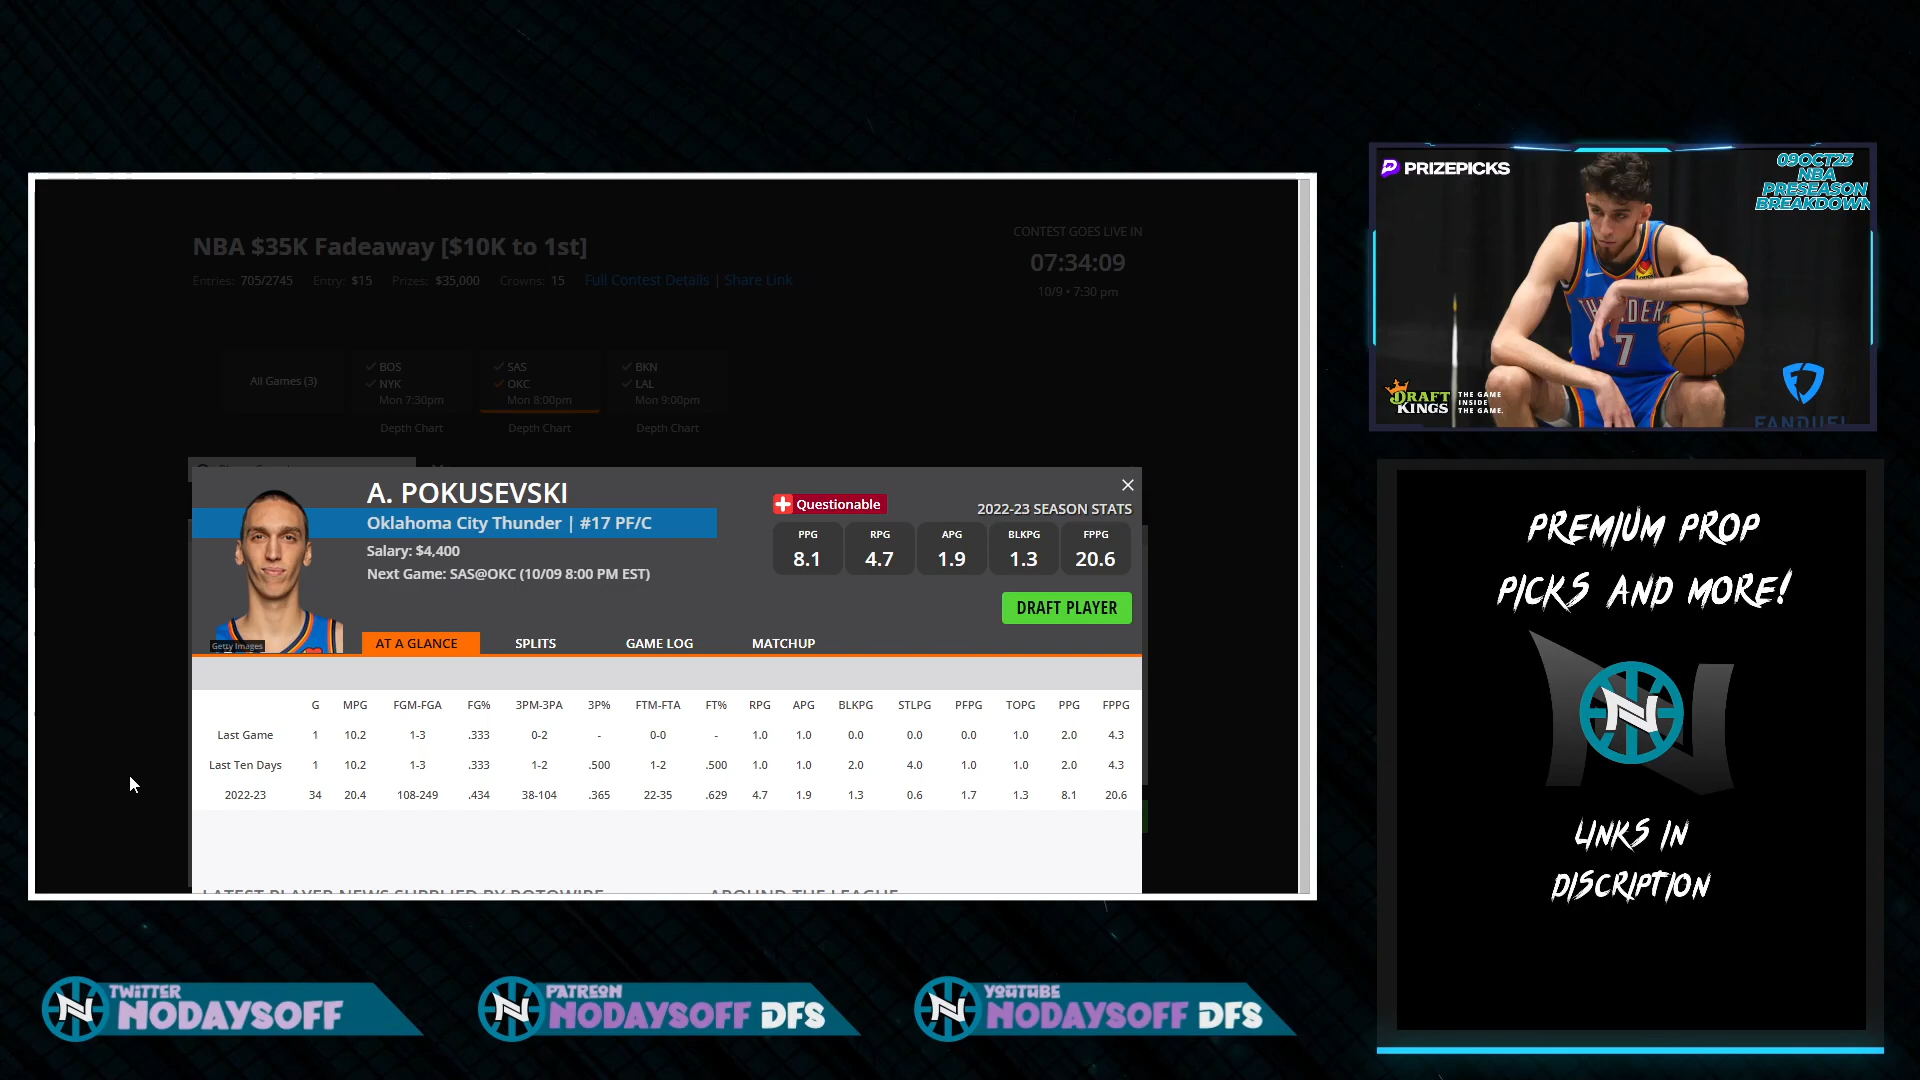 NBA $35K Fadeaway [$10K to 1st]
Entries: 705/2745 Entry: $15 Prizes: $35,000 Crowns: 15 Full Contest Details | Share Link
CONTEST GOES LIVE IN
07:34:09
10/9 • 7:30 pm
All Games (3)
BOS
NYK
Mon 7:30pm
Depth Chart
SAS
OKC
Mon 8:00pm
Depth Chart
BKN
LAL
Mon 9:00pm
Depth Chart
A. POKUSEVSKI
Oklahoma City Thunder | #17 PF/C
Salary: $4,400
Next Game: SAS@OKC (10/09 8:00 PM EST)
Getty Images
Questionable
2022-23 SEASON STATS
PPG RPG APG BLKPG FPPG
8.1 4.7 1.9 1.3 20.6
DRAFT PLAYER
AT A GLANCE SPLITS GAME LOG MATCHUP
G MPG FGM-FGA FG% 3PM-3PA 3P% FTM-FTA FT% RPG APG BLKPG STLPG PFPG TOPG PPG FPPG
Last Game 1 10.2 1-3 .333 0-2 - 0-0 - 1.0 1.0 0.0 0.0 0.0 1.0 2.0 4.3
Last Ten Days 1 10.2 1-3 .333 1-2 .500 1-2 .500 1.0 1.0 2.0 4.0 1.0 1.0 2.0 4.3
2022-23 34 20.4 108-249 .434 38-104 .365 22-35 .629 4.7 1.9 1.3 0.6 1.7 1.3 8.1 20.6
LATEST PLAYER NEWS SUPPLIED BY ROTOWIRE
AROUND THE LEAGUE
PRIZEPICKS
09OCT23
NBA
PRESEASON
BREAKDOWN
7
DRAFT
KINGS
THE GAME
INSIDE
THE GAME.
FANDUEL
PREMIUM PROP
PICKS AND MORE!
N
LINKS IN
DISCRIPTION
TWITTER
NODAYSOFF
PATREON
NODAYSOFF DFS
YOUTUBE
NODAYSOFF DFS